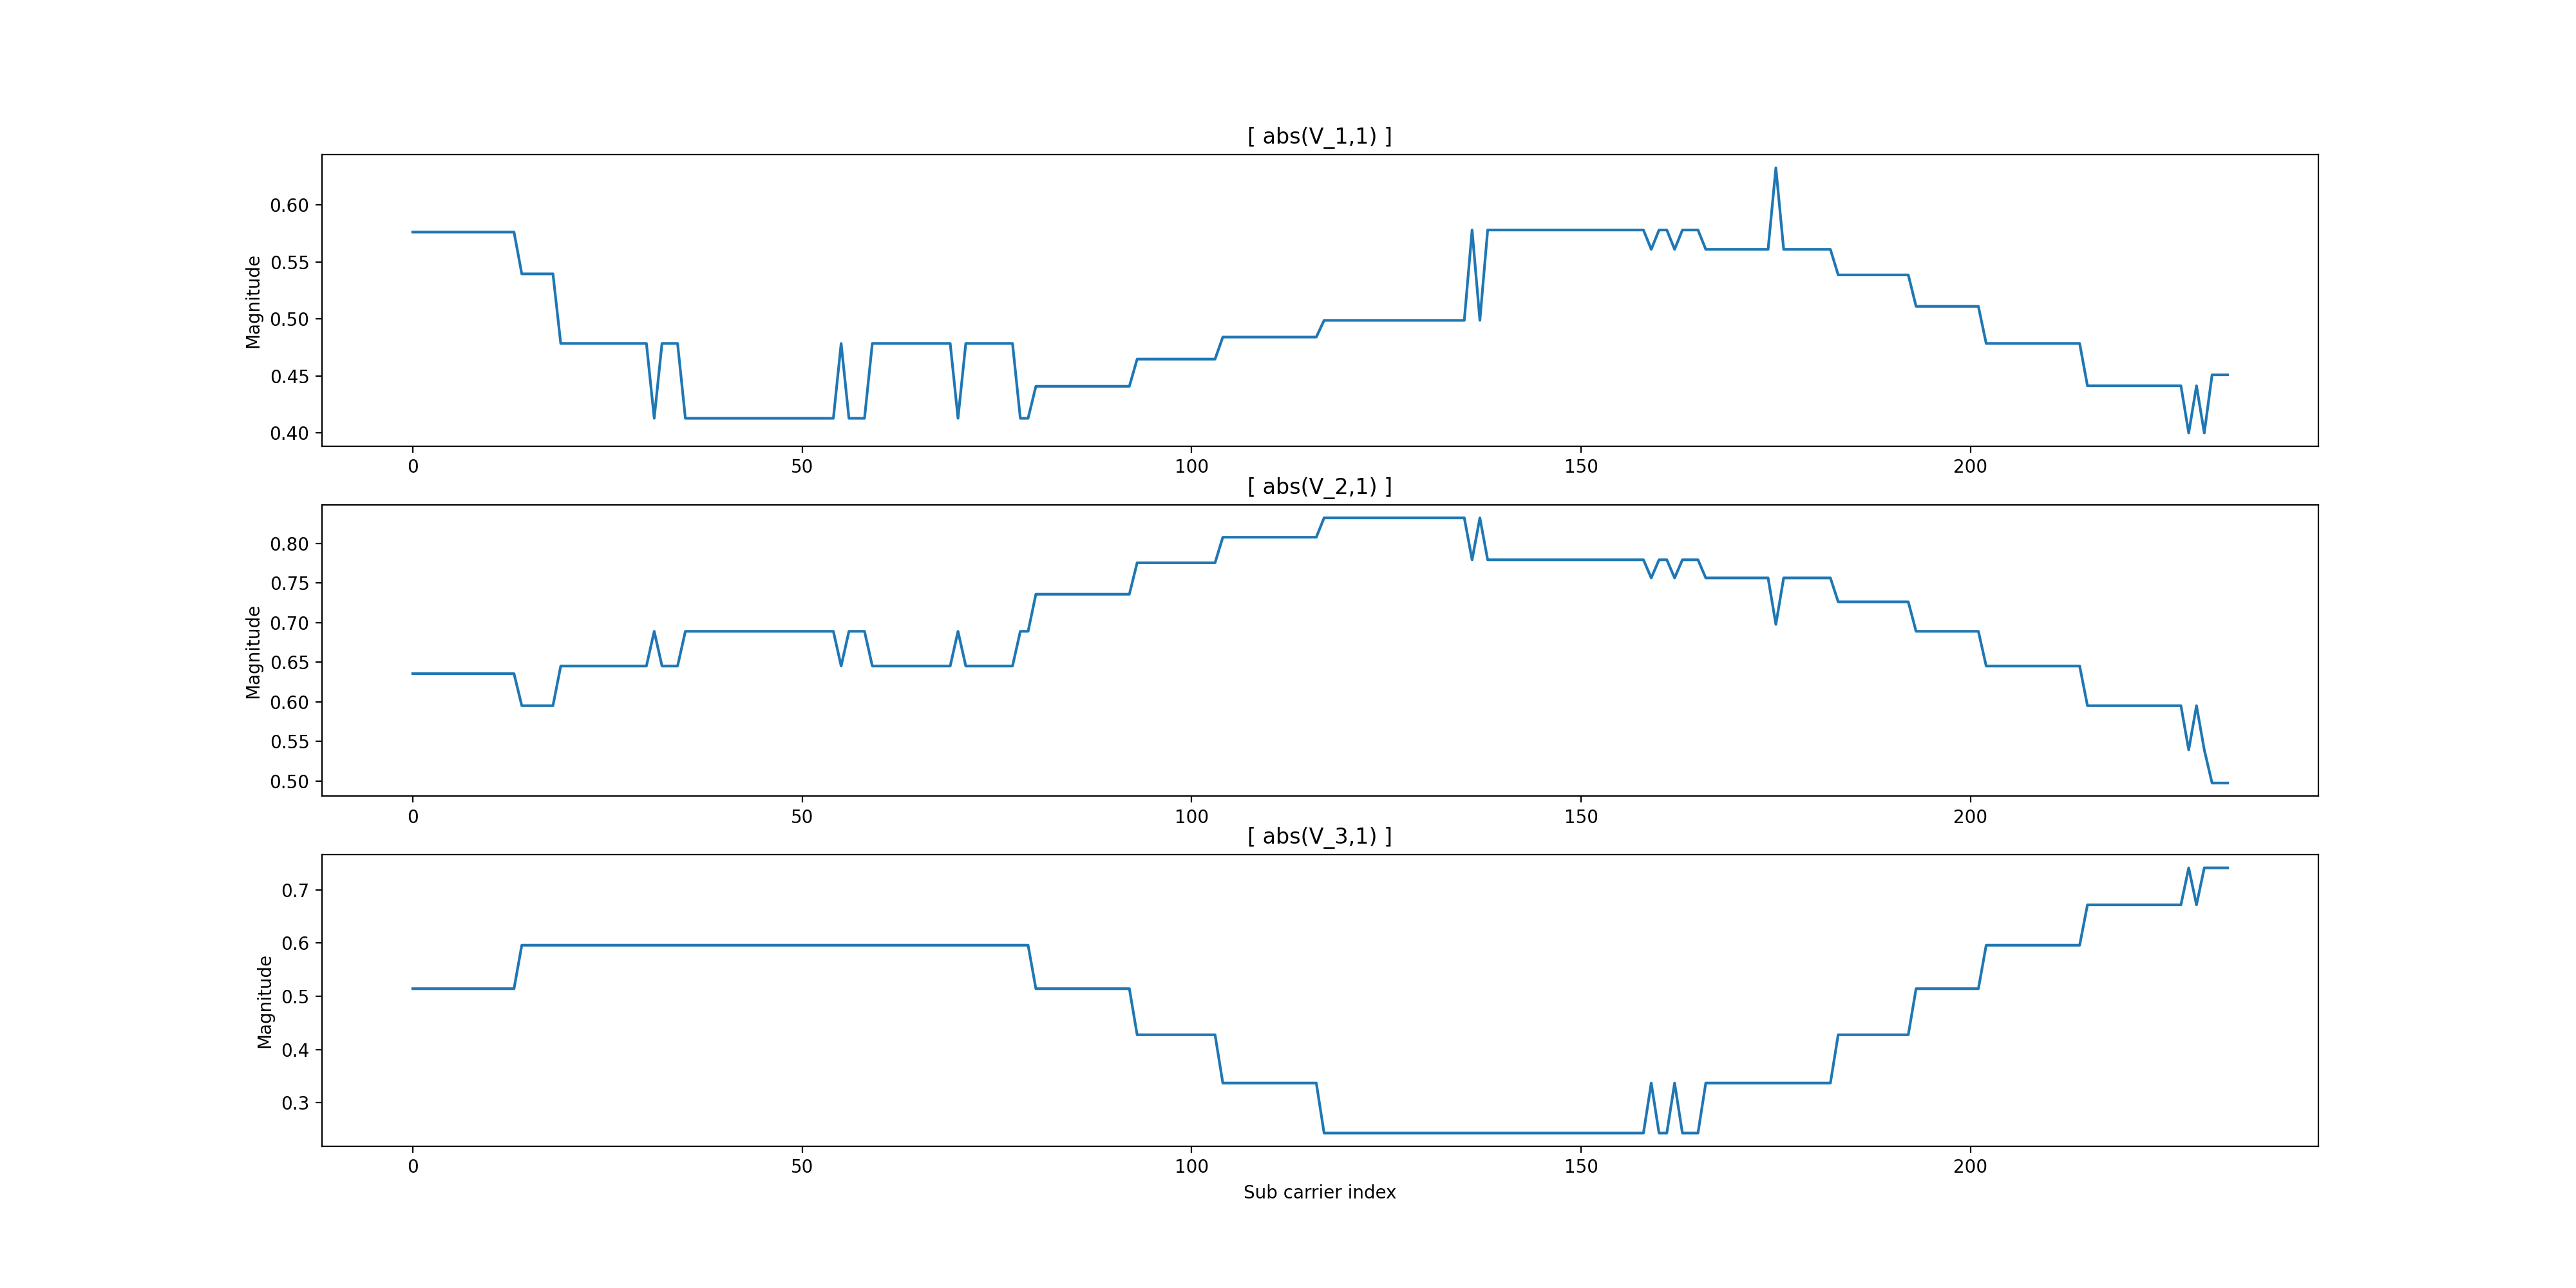 [ abs(V_1,1) ]
Magnitude
0.60
0.55
0.50
0.45
0.40
0 50 100 150 200
[ abs(V_2,1) ]
Magnitude
0.80
0.75
0.70
0.65
0.60
0.55
0.50
0 50 100 150 200
[ abs(V_3,1) ]
Magnitude
0.7
0.6
0.5
0.4
0.3
0 50 100 150 200
Sub carrier index